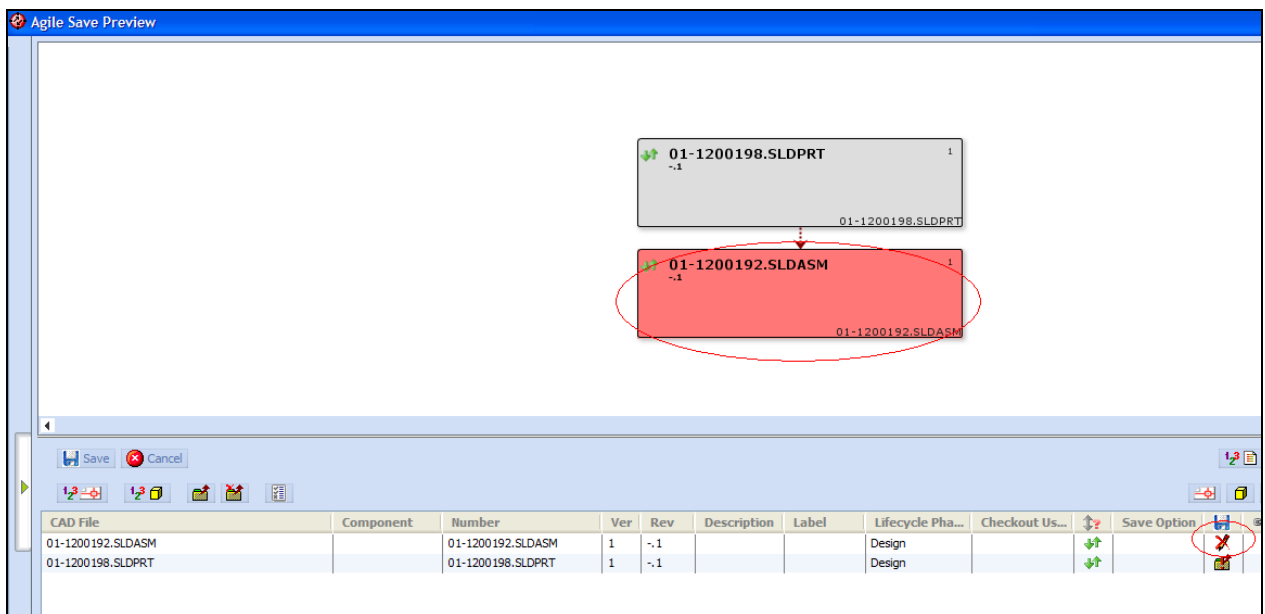 Agile Save Preview
01-1200198.SLDPRT 1
-.1
01-1200198.SLDPRT
01-1200192.SLDASM 1
-.1
01-1200192.SLDASM
Save Cancel
CAD File Component Number Ver Rev Description Label Lifecycle Pha... Checkout Us... Save Option
01-1200192.SLDASM 01-1200192.SLDASM 1 -.1 Design
01-1200198.SLDPRT 01-1200198.SLDPRT 1 -.1 Design